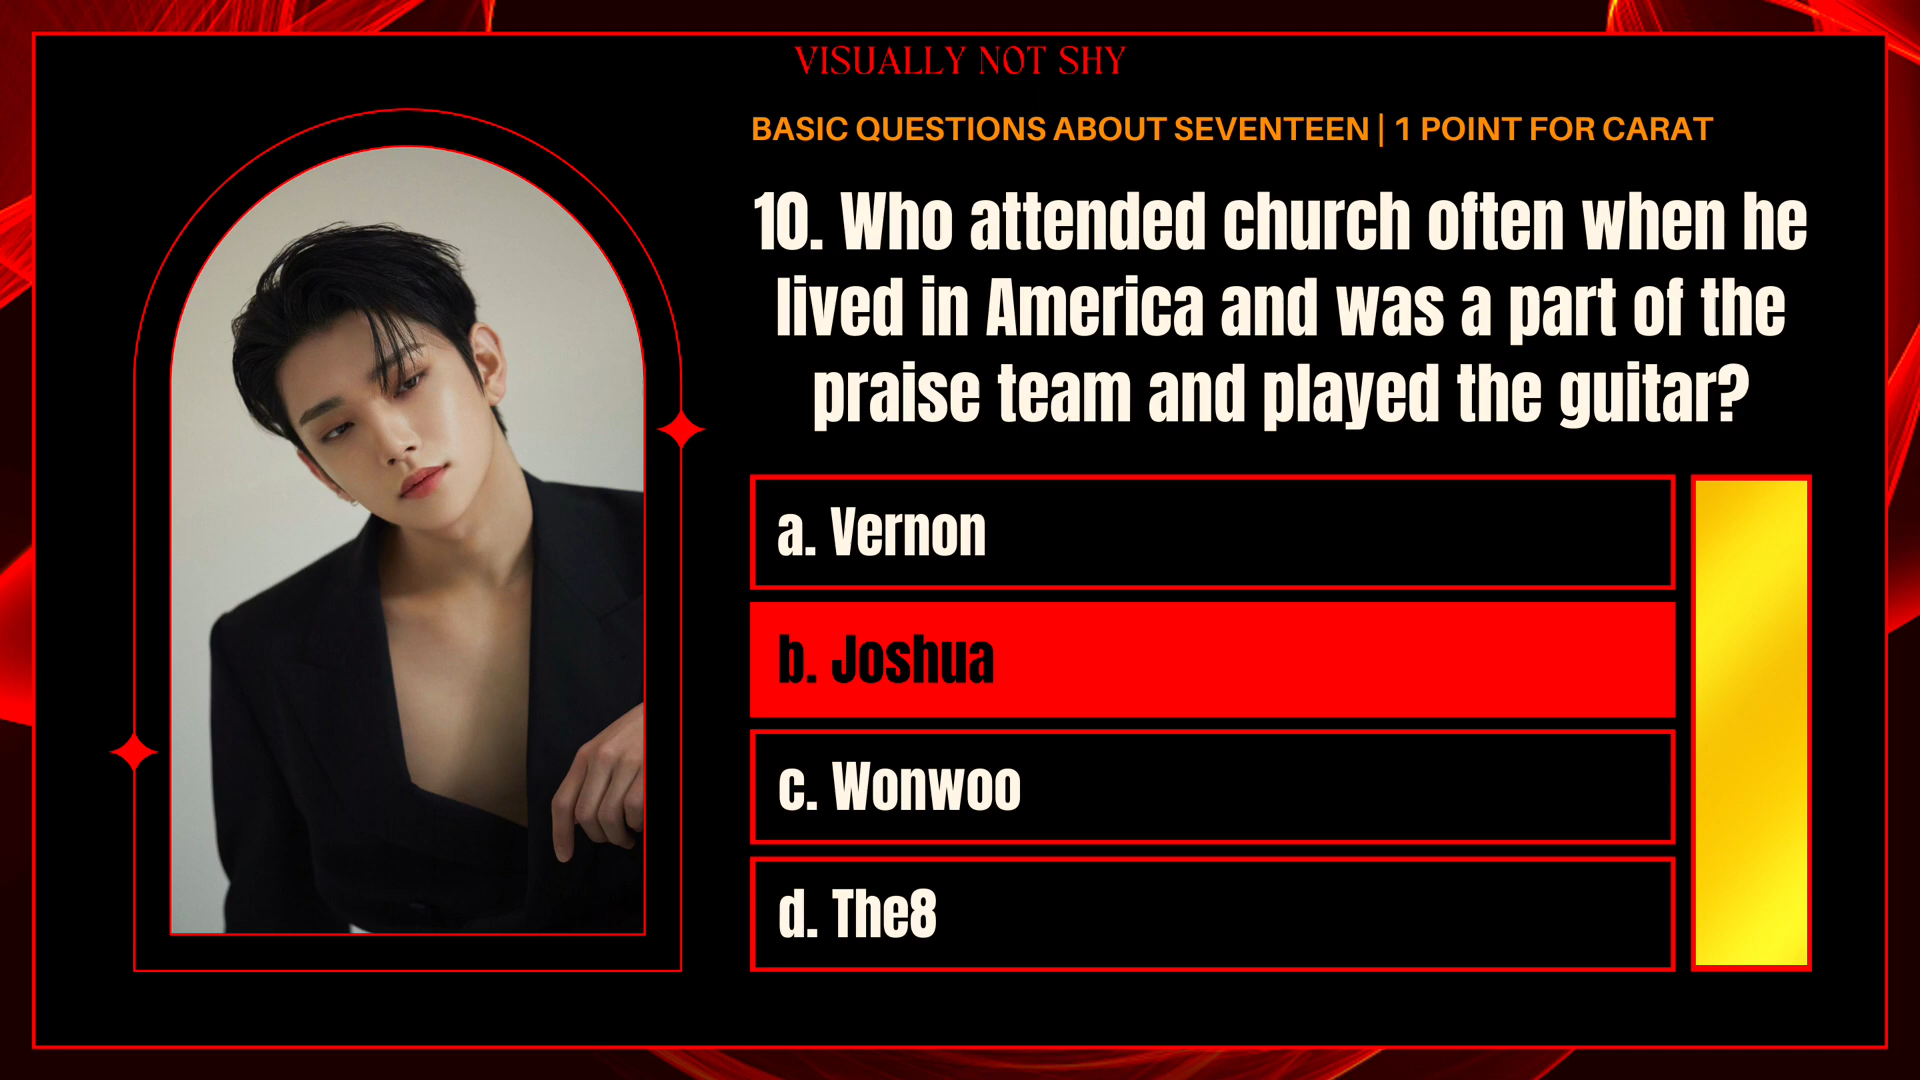 VISUALLY NOT SHY
BASIC QUESTIONS ABOUT SEVENTEEN | 1 POINT FOR CARAT
10. Who attended church often when he
lived in America and was a part of the
praise team and played the guitar?
a. Vernon
b. Joshua
c. Wonwoo
d. The8